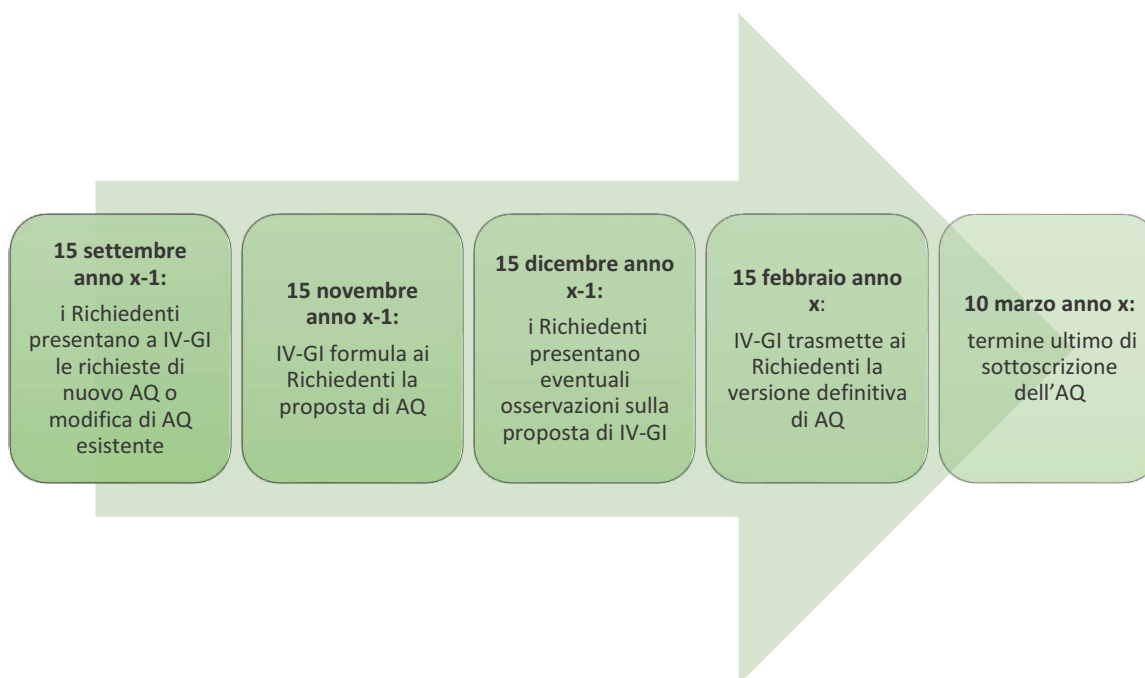 15 settembre
anno x-1:
i Richiedenti
presentano a IV-GI
le richieste di
nuovo AQ o
modifica di AQ
esistente
15 novembre
anno x-1:
IV-GI formula ai
Richiedenti la
proposta di AQ
15 dicembre anno
x-1:
i Richiedenti
presentano
eventuali
osservazioni sulla
proposta di IV-GI
15 febbraio anno
x:
IV-GI trasmette ai
Richiedenti la
versione definitiva
di AQ
10 marzo anno x:
termine ultimo di
sottoscrizione
dell’AQ